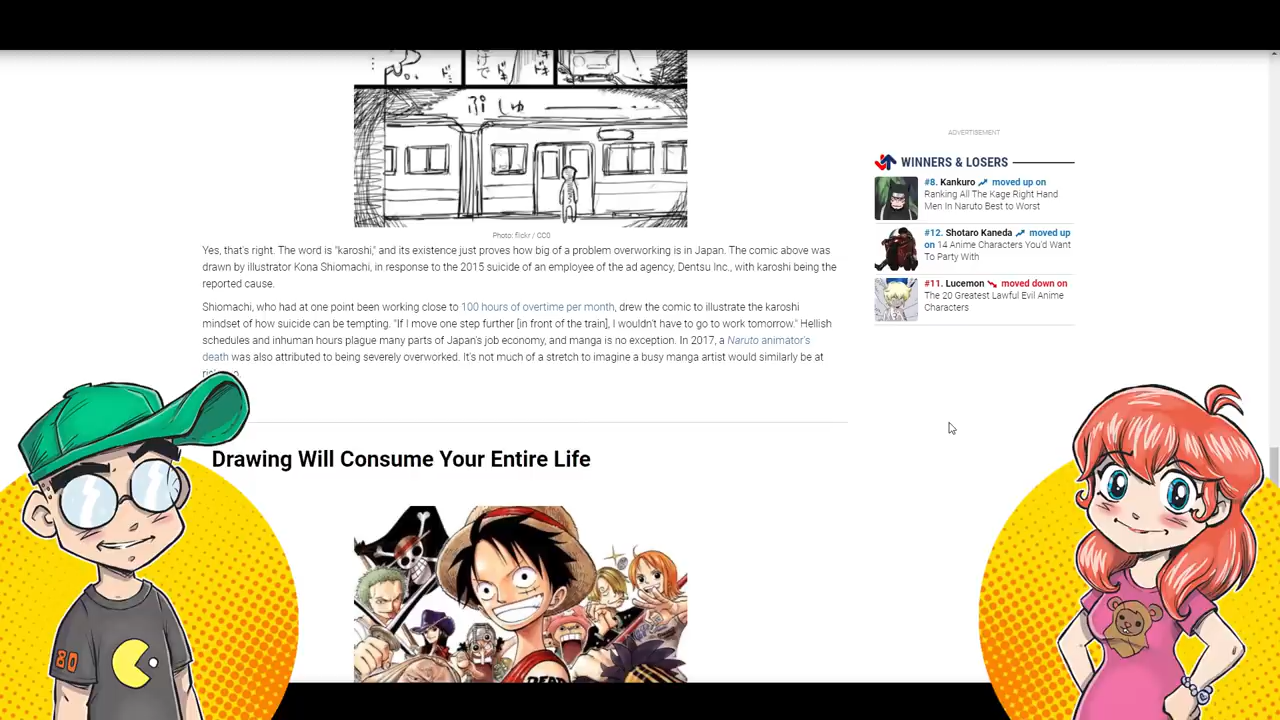 ぷしゅ
Photo: flickr / CC0
Yes, that's right. The word is "karoshi," and its existence just proves how big of a problem overworking is in Japan. The comic above was
drawn by illustrator Kona Shiomachi, in response to the 2015 suicide of an employee of the ad agency, Dentsu Inc., with karoshi being the
reported cause.
Shiomachi, who had at one point been working close to 100 hours of overtime per month, drew the comic to illustrate the karoshi
mindset of how suicide can be tempting. "If I move one step further [in front of the train], I wouldn't have to go to work tomorrow." Hellish
schedules and inhuman hours plague many parts of Japan's job economy, and manga is no exception. In 2017, a Naruto animator's
death was also attributed to being severely overworked. It's not much of a stretch to imagine a busy manga artist would similarly be at
Drawing Will Consume Your Entire Life
ADVERTISEMENT
WINNERS & LOSERS
#8. Kankuro moved up on
Ranking All The Kage Right Hand
Men In Naruto Best to Worst
#12. Shotaro Kaneda moved up
on 14 Anime Characters You'd Want
To Party With
#11. Lucemon moved down on
The 20 Greatest Lawful Evil Anime
Characters
80